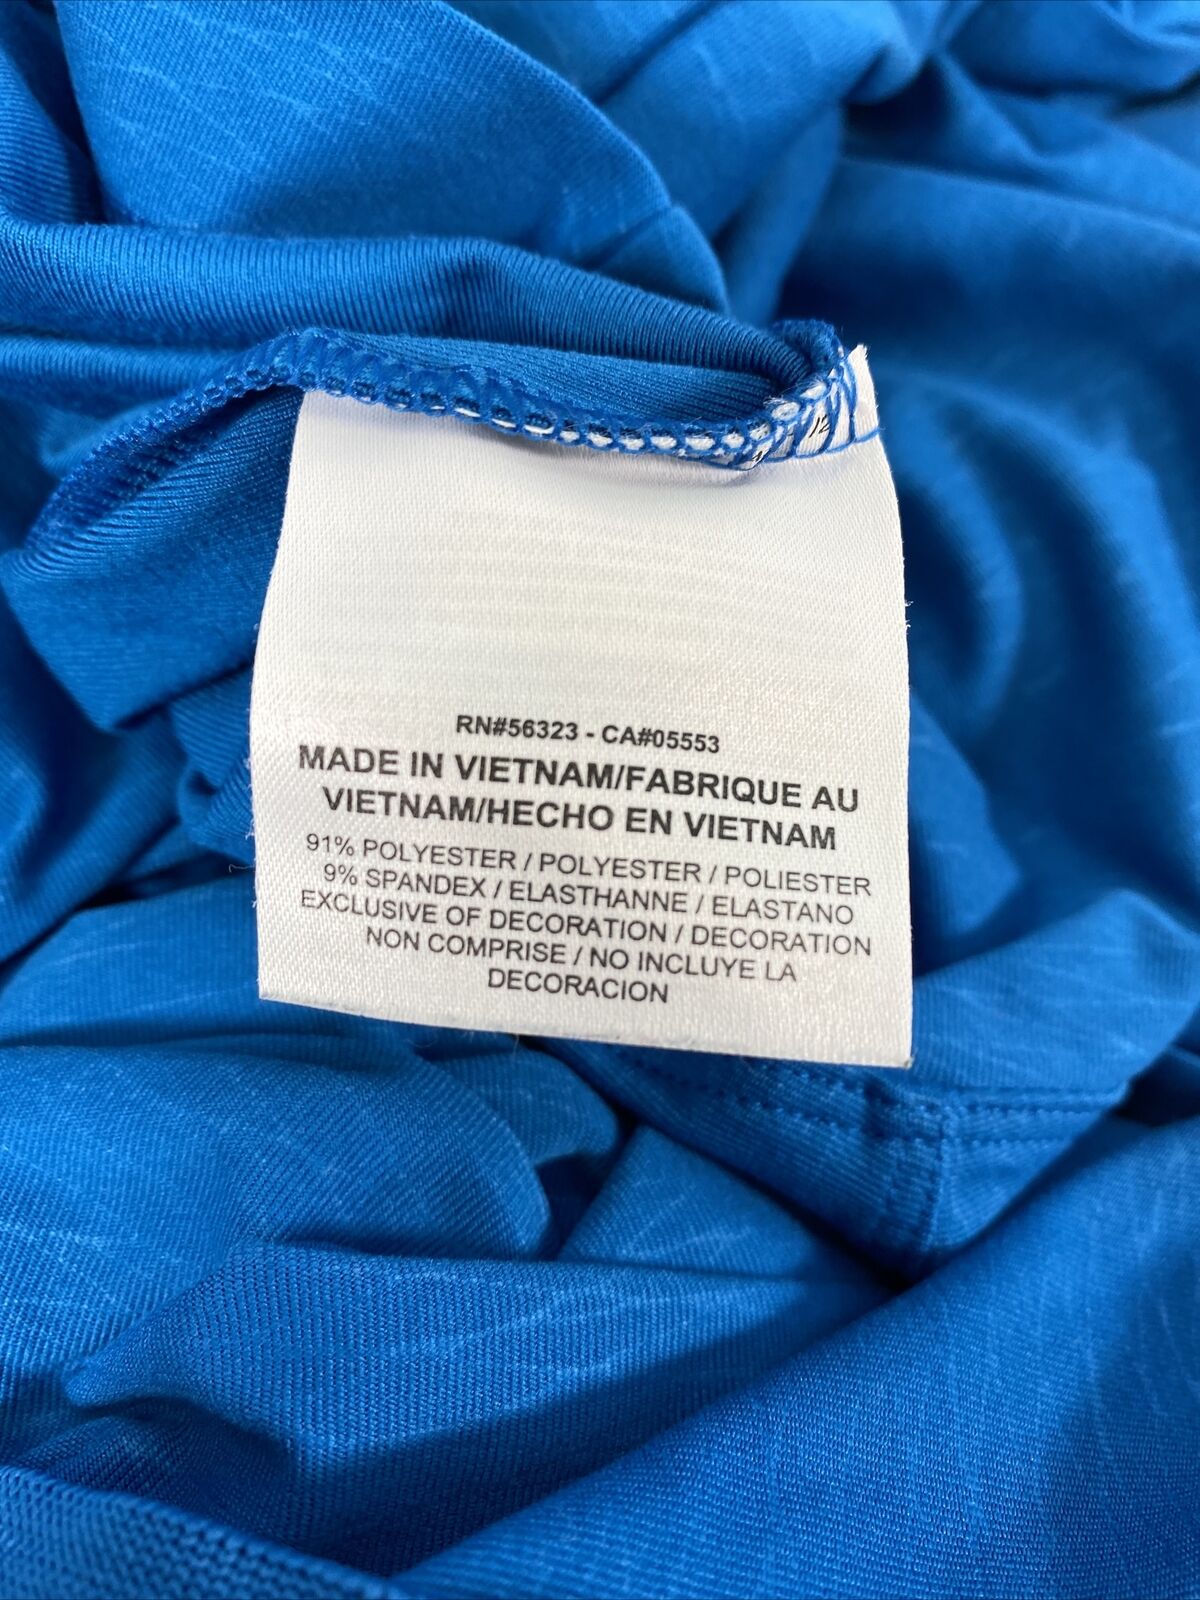 RN#56323 - CA#05553
MADE IN VIETNAM/FABRIQUE AU
VIETNAM/HECHO EN VIETNAM
91% POLYESTER / POLYESTER / POLIESTER
9% SPANDEX / ELASTHANNE / ELASTANO
EXCLUSIVE OF DECORATION / DECORATION
NON COMPRISE / NO INCLUYE LA
DECORACION